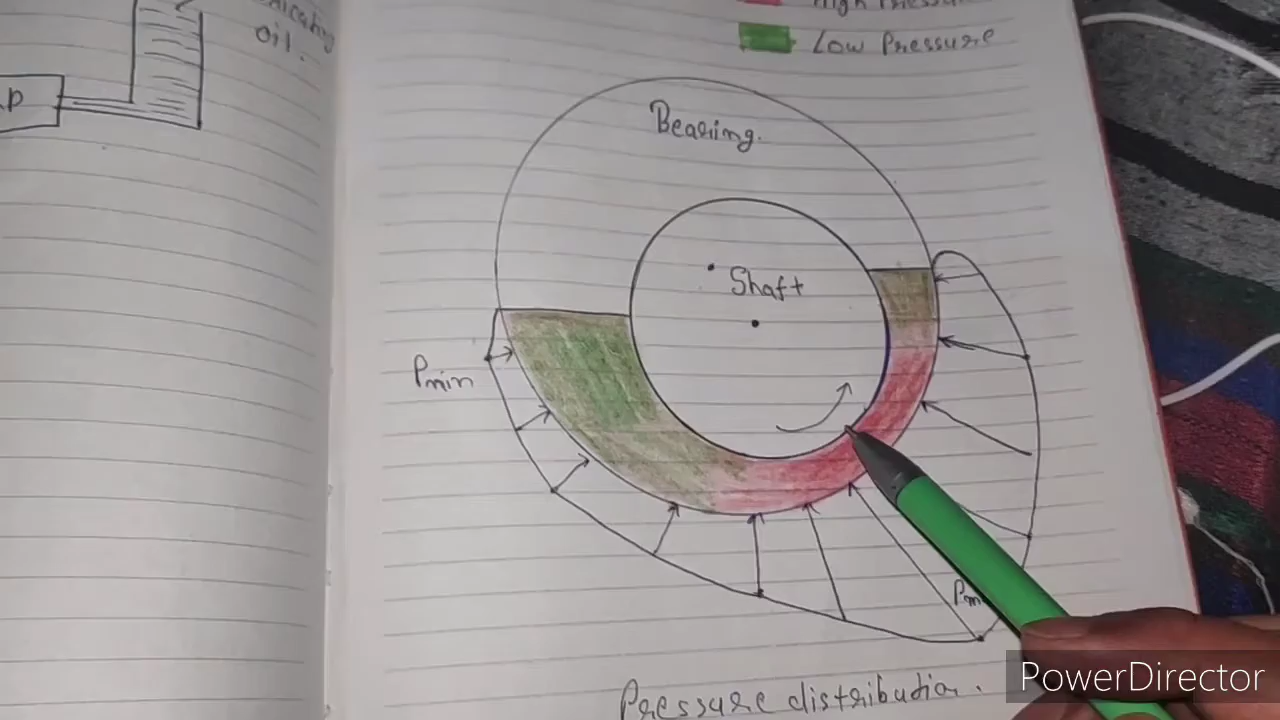 oil.
P
Low Pressure
Bearing.
Shaft
Pmin
Pressure distribution.
PowerDirector